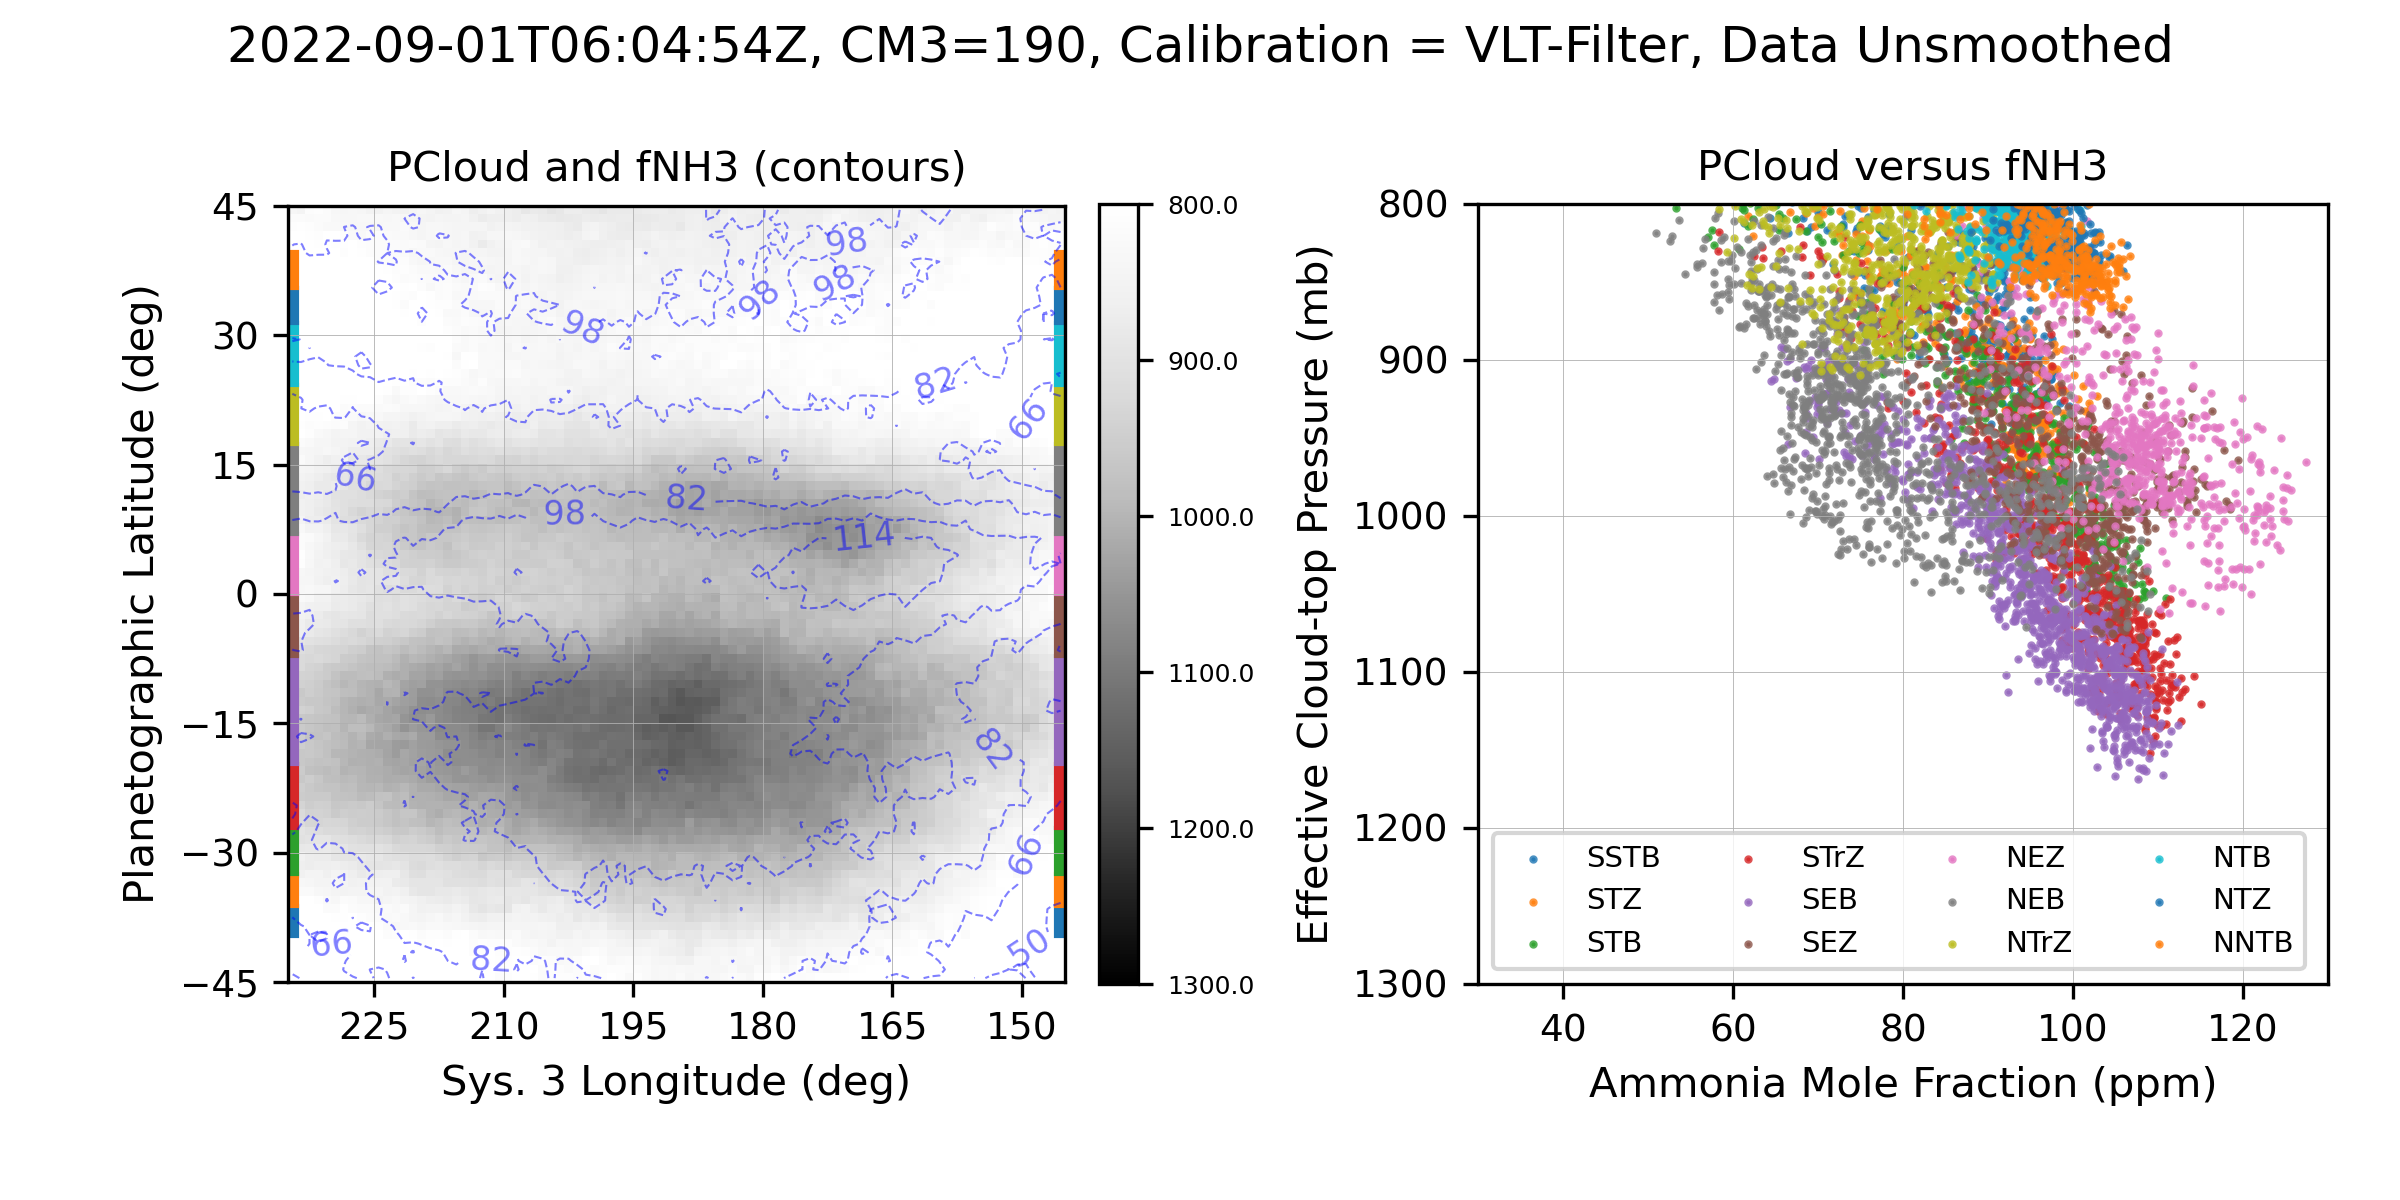 2022-09-01T06:04:54Z, CM3=190, Calibration = VLT-Filter, Data Unsmoothed
PCloud and fNH3 (contours)
Planetographic Latitude (deg)
45
30
15
0
−15
−30
−45
98
98
98
98
82
66
66
98
82
114
82
66
66
82
50
225
210
195
180
165
150
Sys. 3 Longitude (deg)
800.0
900.0
1000.0
1100.0
1200.0
1300.0
PCloud versus fNH3
Effective Cloud-top Pressure (mb)
800
900
1000
1100
1200
1300
SSTB
STZ
STB
STrZ
SEB
SEZ
NEZ
NEB
NTrZ
NTB
NTZ
NNTB
40
60
80
100
120
Ammonia Mole Fraction (ppm)